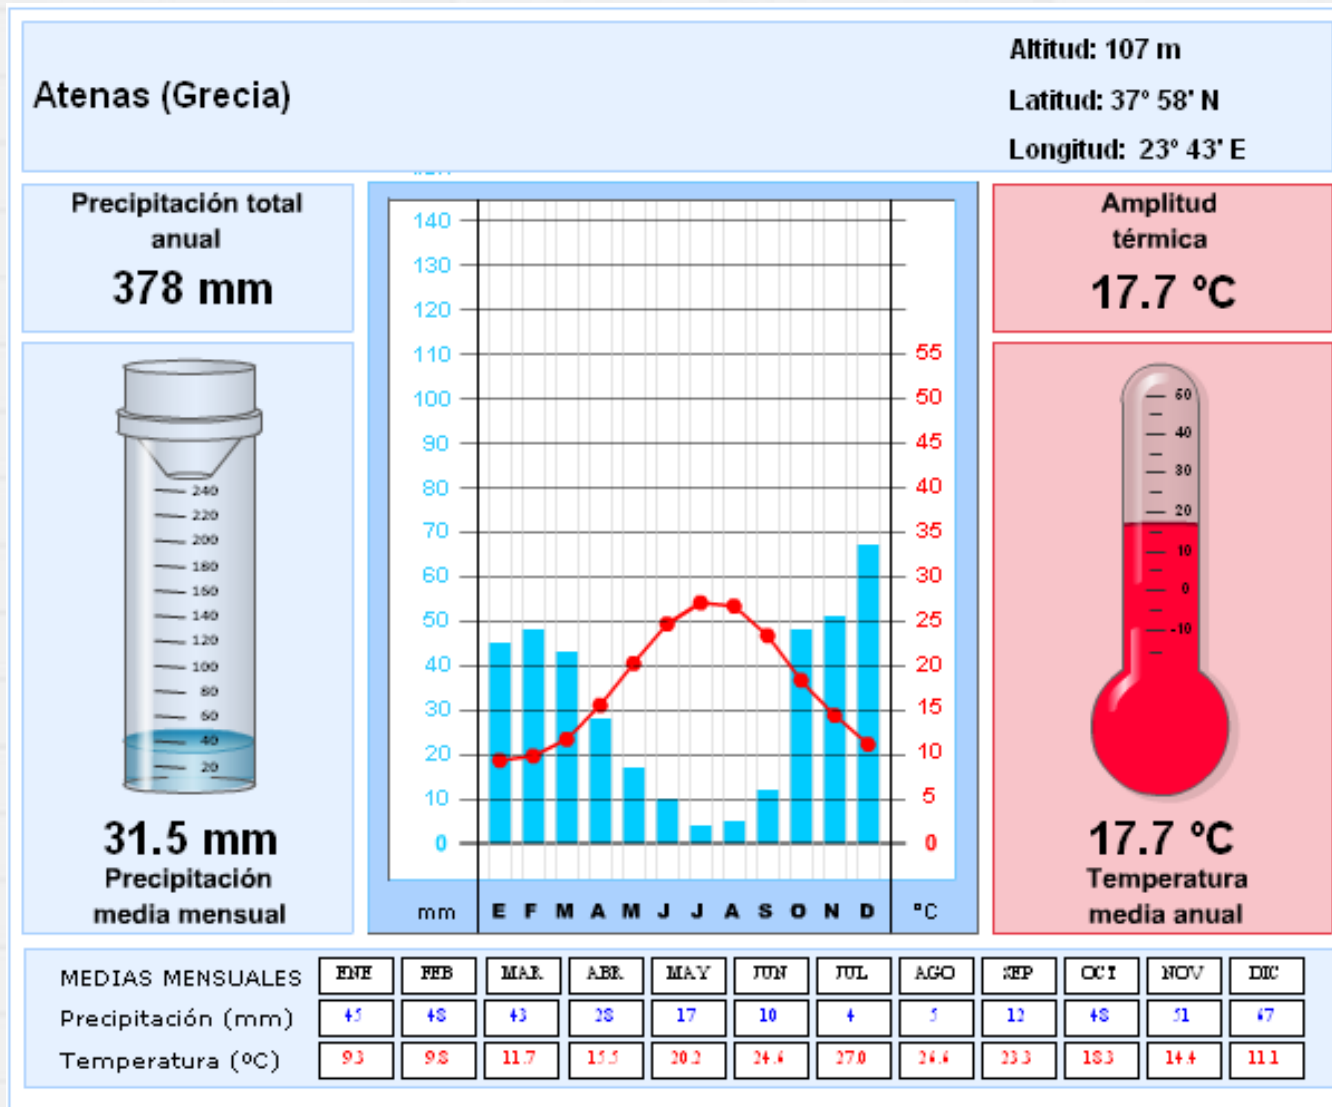 Atenas (Grecia)
Altitud: 107 m
Latitud: 37º 58' N
Longitud: 23º 43' E
Precipitación total
anual
378 mm
240
220
200
180
160
140
120
100
80
60
40
20
31.5 mm
Precipitación
media mensual
140
130
120
110
100
90
80
70
60
50
40
30
20
10
0
55
50
45
40
35
30
25
20
15
10
5
0
mm E F M A M J J A S O N D ºC
Amplitud
térmica
17.7 ºC
40
30
20
10
0
-10
17.7 ºC
Temperatura
media anual
MEDIAS MENSUALES ENE FEB MAR ABR MAY JUN JUL AGO SEP OCT NOV DIC
Precipitación (mm) 45 48 43 28 17 10 4 5 12 48 51 67
Temperatura (ºC) 9.3 9.8 11.7 15.5 20.2 24.6 27.0 26.6 23.3 18.3 14.4 11.1